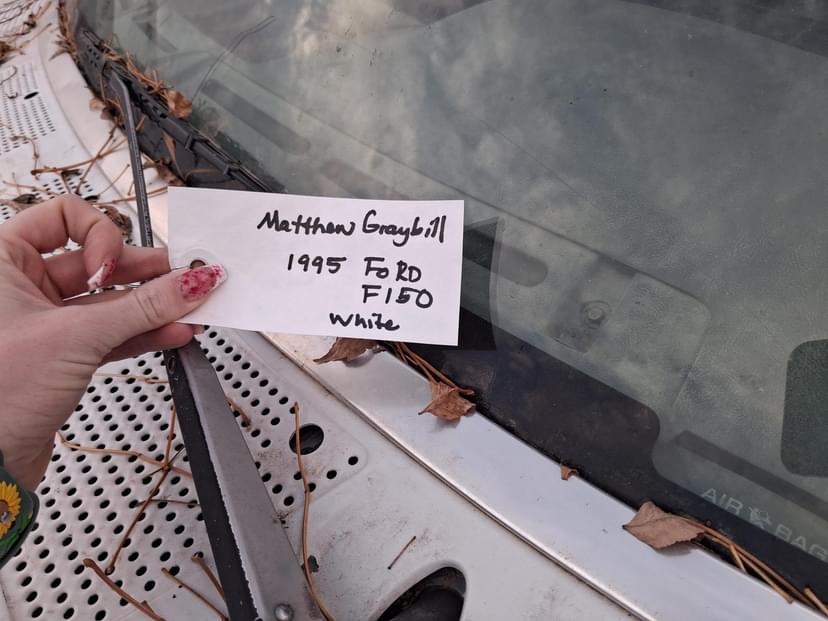 Matthew Graybill
1995 FoRD
F150
white
AIR BAG